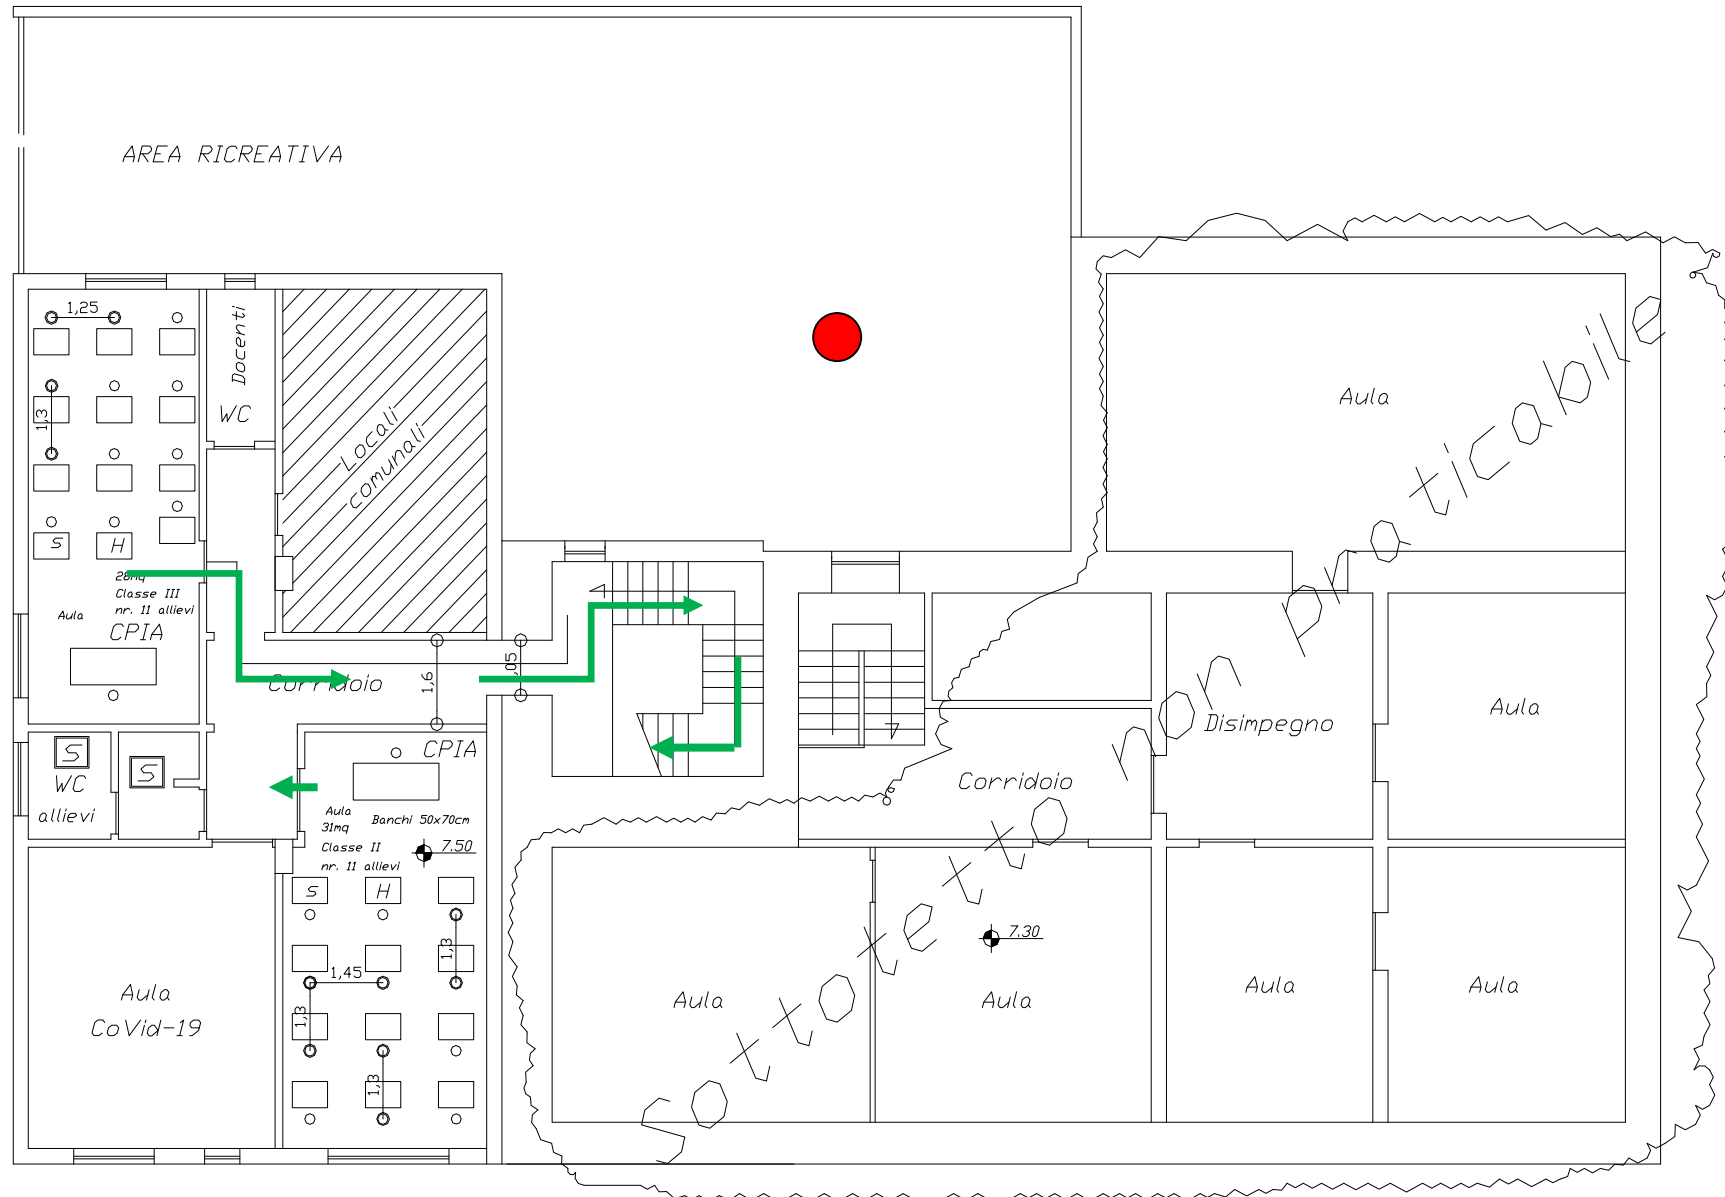 AREA RICREATIVA
1,25
Docenti
WC
1,3
Locali
comunali
S
H
28mq
Classe III
nr. 11 allievi
Aula
CPIA
Corridoio
1,6
S
S
WC
allievi
CPIA
Aula
31mq
Banchi 50x70cm
Classe II
nr. 11 allievi
7.50
S
H
1,3
1,45
1,3
1,3
Aula
CoVid-19
Aula
Aula
Disimpegno
Corridoio
7.30
Aula
Aula
Aula
Aula
Sottotetto non praticabile